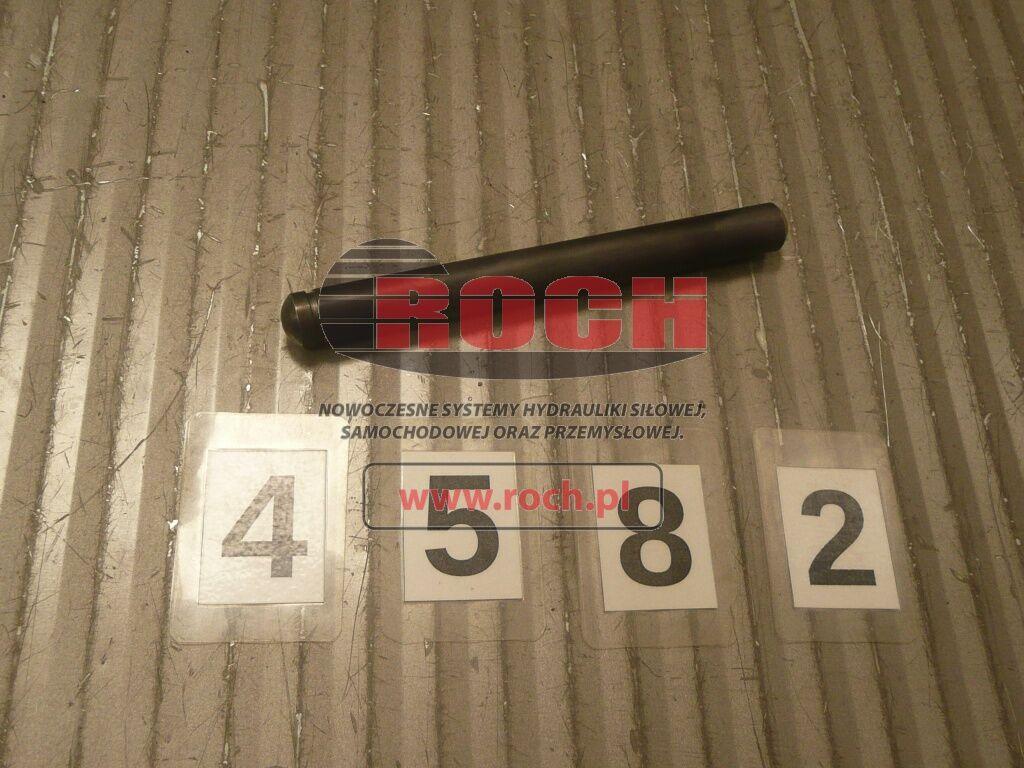 ROCH
NOWOCZESNE SYSTEMY HYDRAULIKI SIŁOWEJ,
SAMOCHODOWEJ ORAZ PRZEMYSŁOWEJ.
www.roch.pl
4 5 8 2